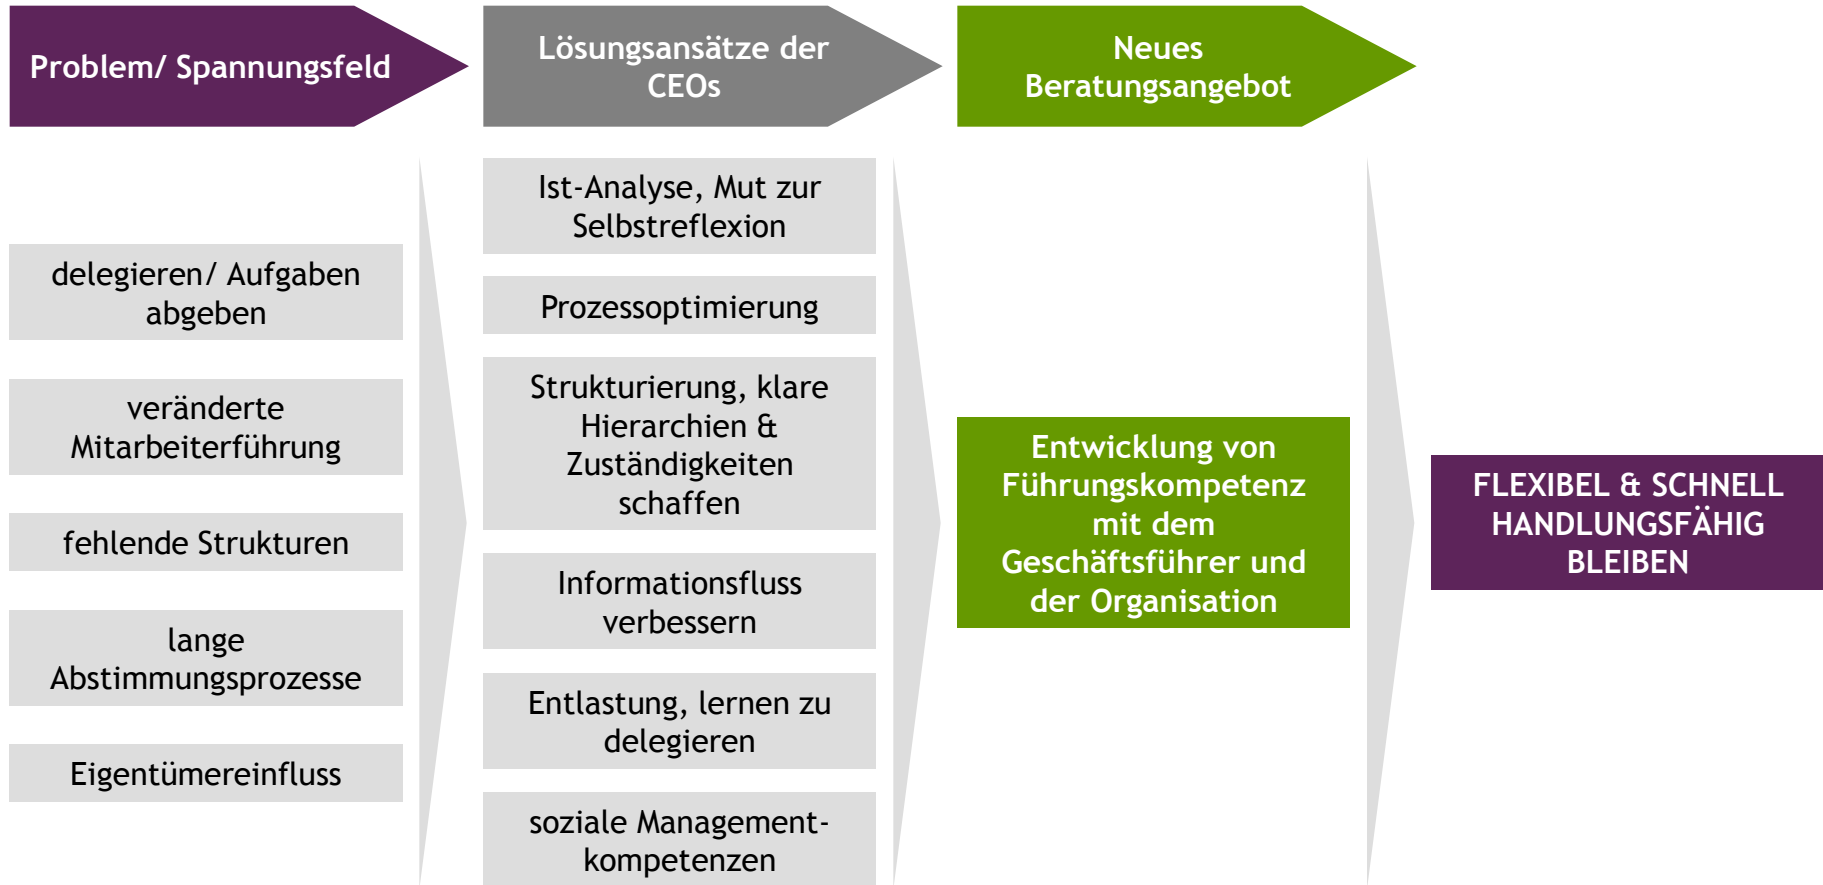 Problem/ Spannungsfeld
Lösungsansätze der
CEOs
Neues
Beratungsangebot
delegieren/ Aufgaben
abgeben
veränderte
Mitarbeiterführung
fehlende Strukturen
lange
Abstimmungsprozesse
Eigentümereinfluss
Ist-Analyse, Mut zur
Selbstreflexion
Prozessoptimierung
Strukturierung, klare
Hierarchien &
Zuständigkeiten
schaffen
Informationsfluss
verbessern
Entlastung, lernen zu
delegieren
soziale Management-
kompetenzen
Entwicklung von
Führungskompetenz
mit dem
Geschäftsführer und
der Organisation
FLEXIBEL & SCHNELL
HANDLUNGSFÄHIG
BLEIBEN